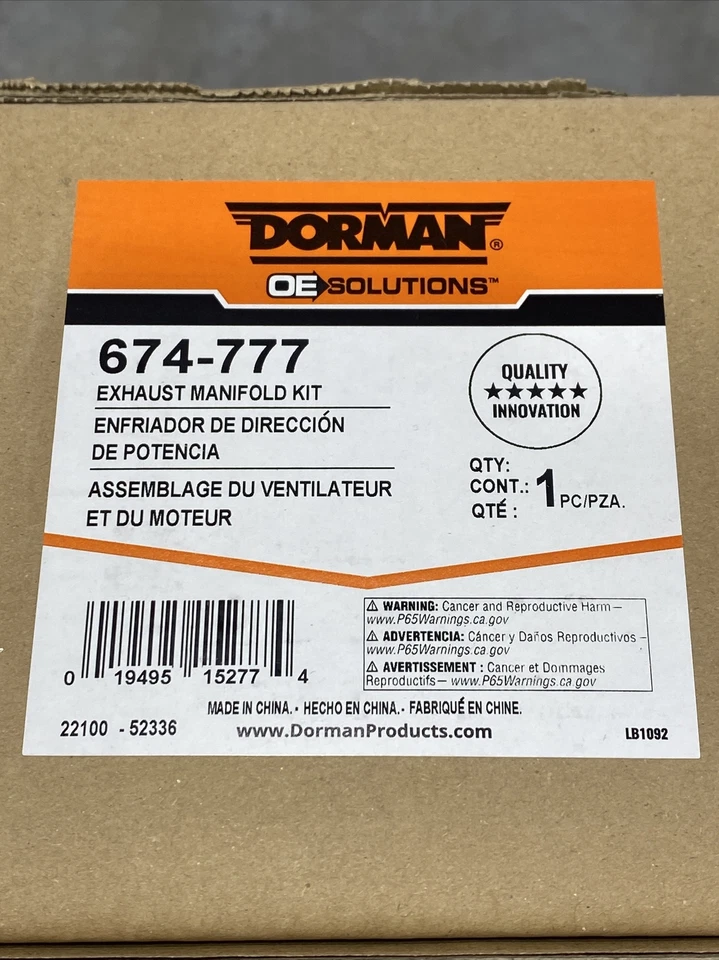 DORMAN®
OE SOLUTIONS™
674-777
EXHAUST MANIFOLD KIT
ENFRIADOR DE DIRECCIÓN
DE POTENCIA
ASSEMBLAGE DU VENTILATEUR
ET DU MOTEUR
QUALITY
★★★★★
INNOVATION
QTY:
CONT.: 1 PC/PZA.
QTÉ :
0 19495 15277 4
22100 - 52336
⚠ WARNING: Cancer and Reproductive Harm –
www.P65Warnings.ca.gov
⚠ ADVERTENCIA: Cáncer y Daños Reproductivos –
www.P65Warnings.ca.gov
⚠ AVERTISSEMENT : Cancer et Dommages
Reproductifs – www.P65Warnings.ca.gov
MADE IN CHINA. - HECHO EN CHINA. - FABRIQUÉ EN CHINE.
www.DormanProducts.com
LB1092